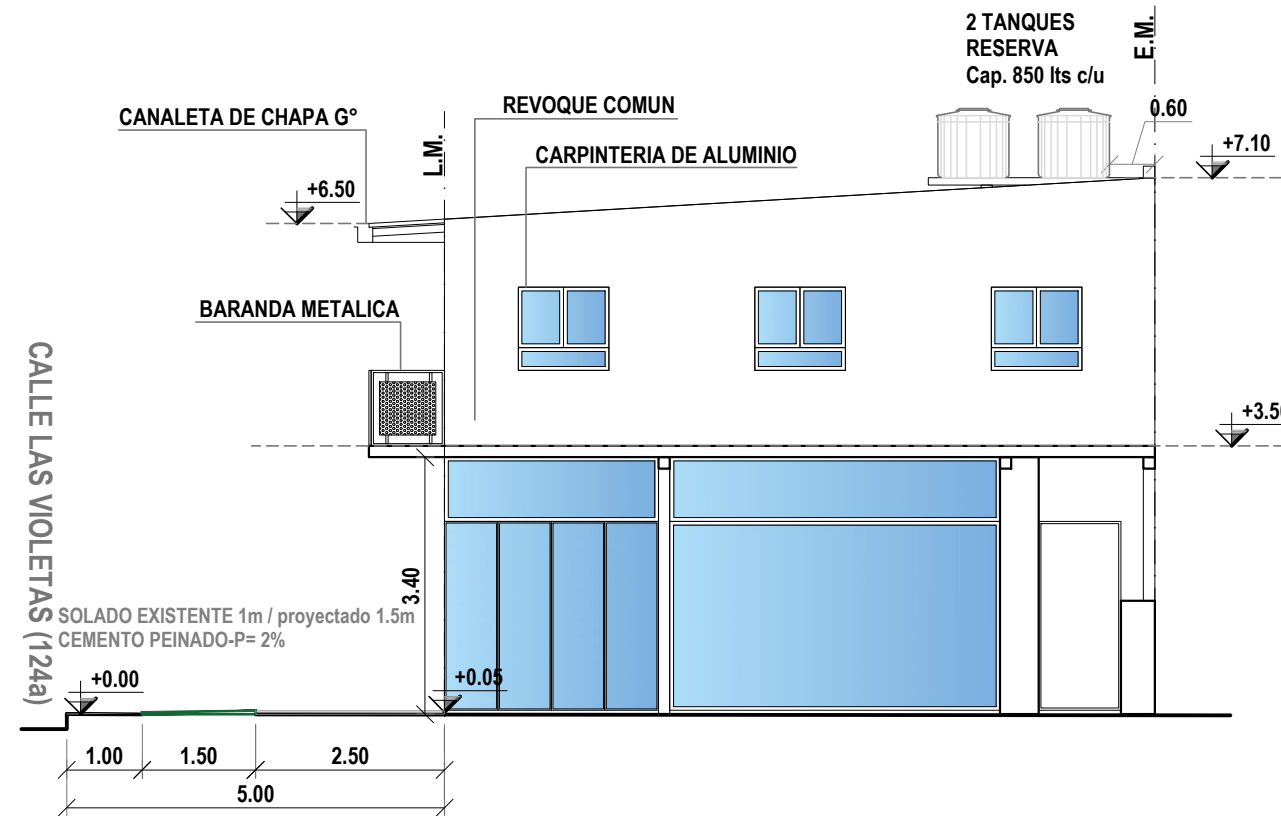 2 TANQUES
RESERVA
Cap. 850 lts c/u
E.M.
CANALETA DE CHAPA G°
REVOQUE COMUN
L.M.
CARPINTERIA DE ALUMINIO
0.60
+7.10
+6.50
BARANDA METALICA
CALLE LAS VIOLETAS (124a)
+3.50
3.40
SOLADO EXISTENTE 1m / proyectado 1.5m
CEMENTO PEINADO-P= 2%
+0.00
+0.05
1.00
1.50
2.50
5.00